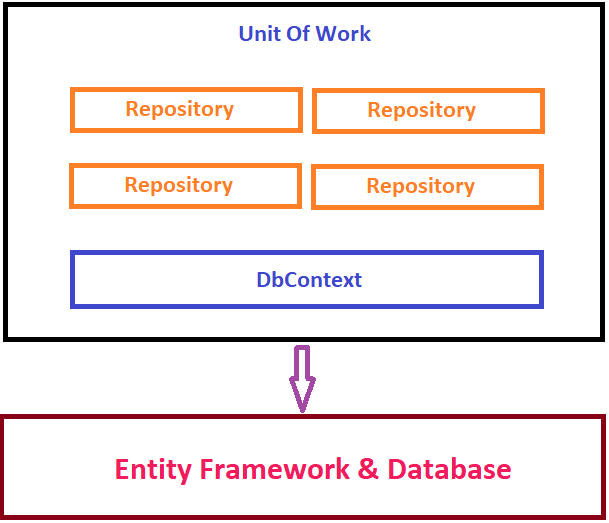 Unit Of Work
Repository
Repository
Repository
Repository
DbContext
Entity Framework & Database